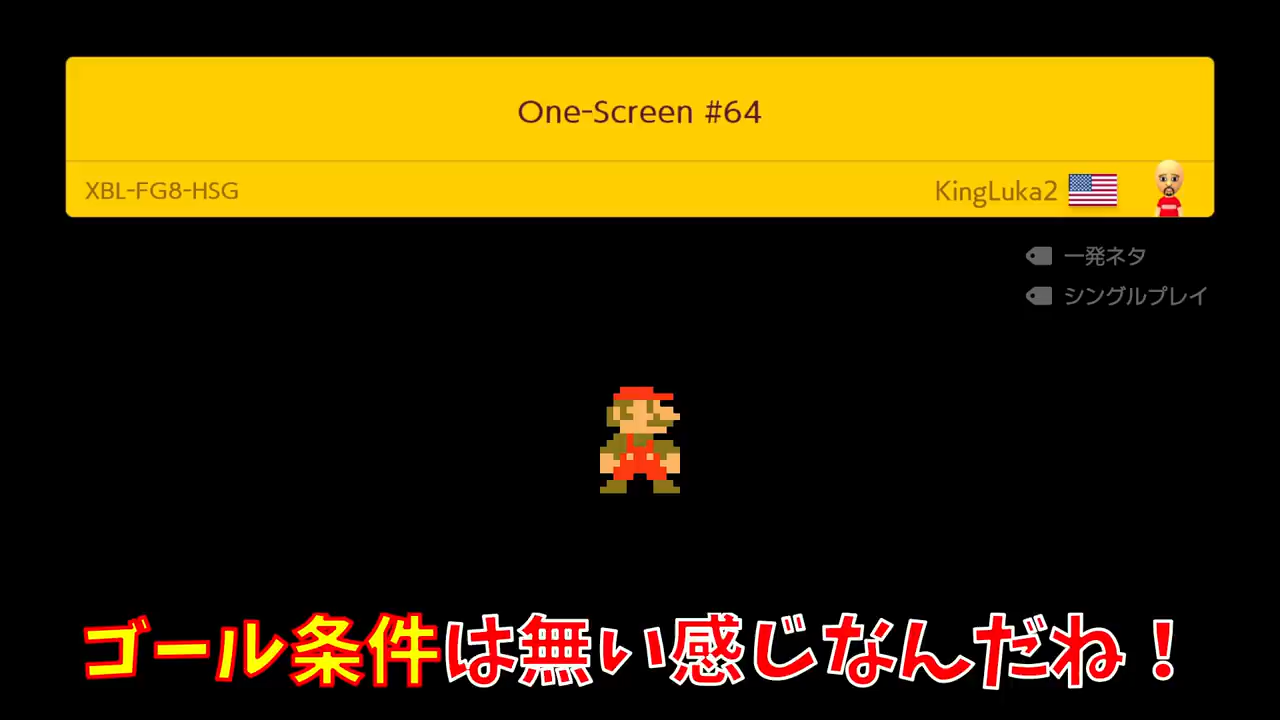 One-Screen #64
XBL-FG8-HSG
KingLuka2
一発ネタ
シングルプレイ
ゴール条件は無い感じなんだね！